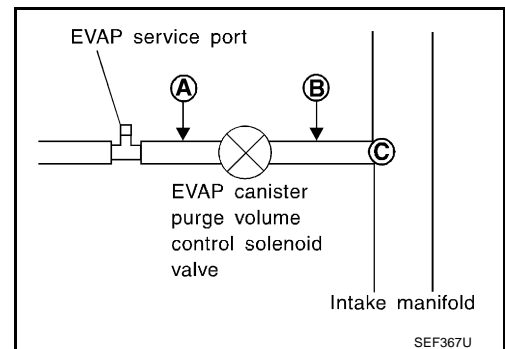 EVAP service port
A
B
C
EVAP canister
purge volume
control solenoid
valve
Intake manifold
SEF367U